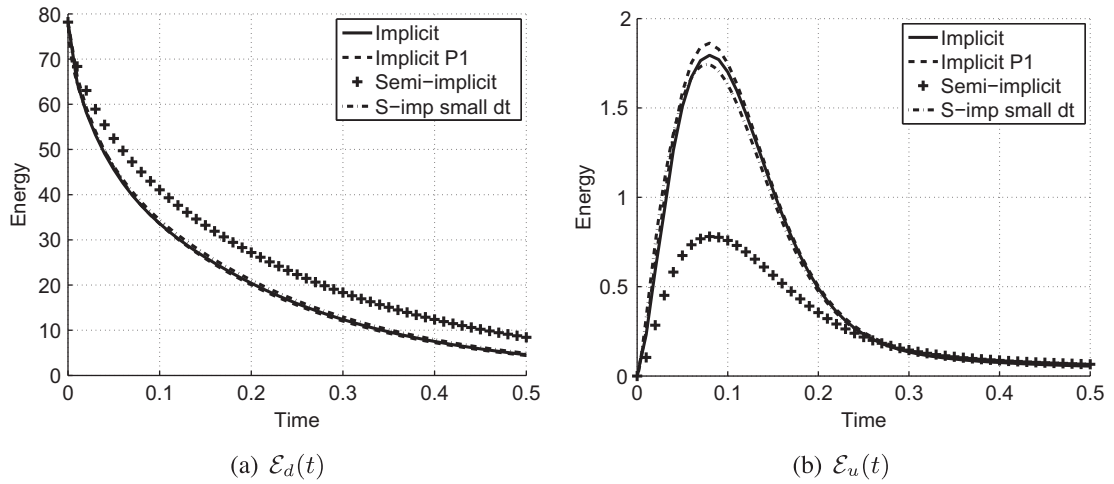 80
70
60
50
40
30
20
10
0
Energy
0 0.1 0.2 0.3 0.4 0.5
Time
Implicit
Implicit P1
Semi−implicit
S−imp small dt
(a) ℰd(t)
2
1.5
1
0.5
0
Energy
0 0.1 0.2 0.3 0.4 0.5
Time
Implicit
Implicit P1
Semi−implicit
S−imp small dt
(b) ℰu(t)